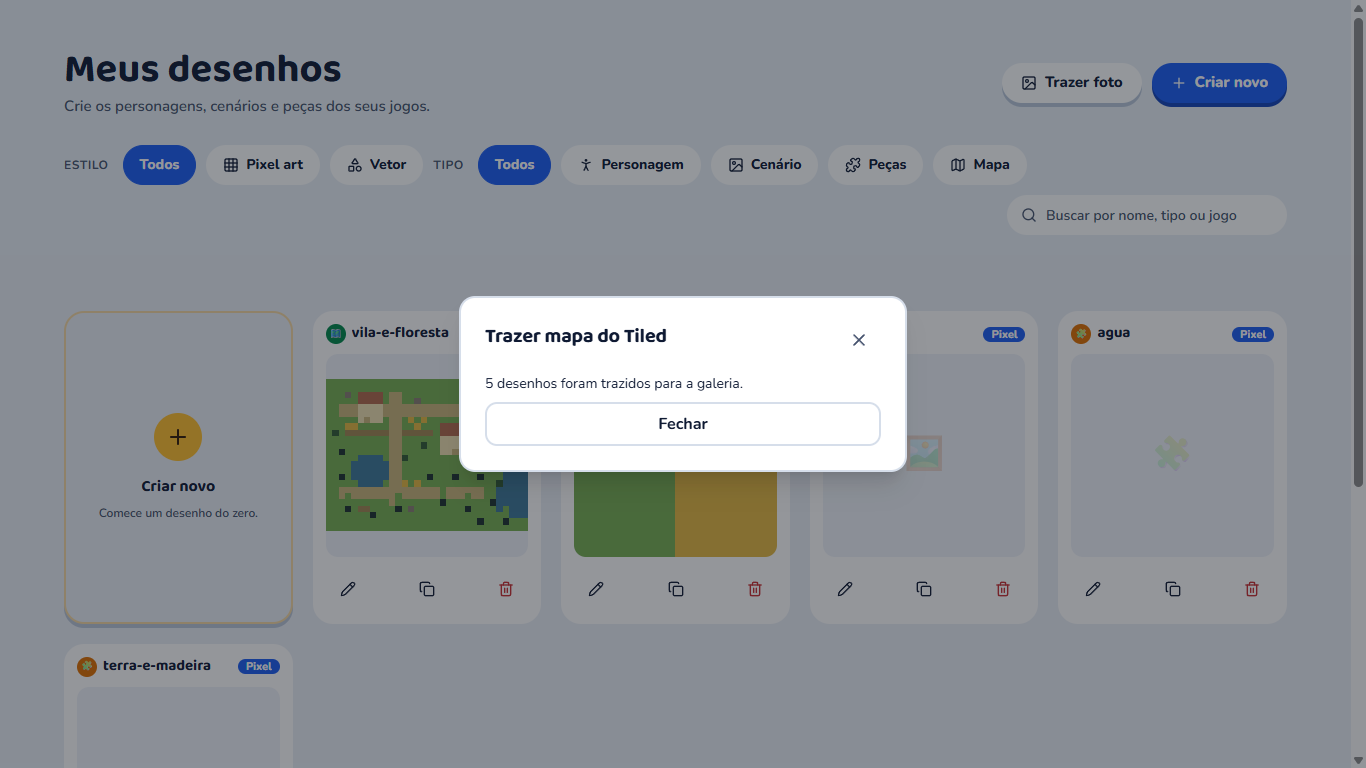 Meus desenhos
Crie os personagens, cenários e peças dos seus jogos.
Trazer foto
Criar novo
ESTILO
Todos
Pixel art
Vetor
TIPO
Todos
Personagem
Cenário
Peças
Mapa
Buscar por nome, tipo ou jogo
Criar novo
Comece um desenho do zero.
vila-e-floresta
Trazer mapa do Tiled
5 desenhos foram trazidos para a galeria.
Fechar
Pixel
agua
Pixel
terra-e-madeira
Pixel